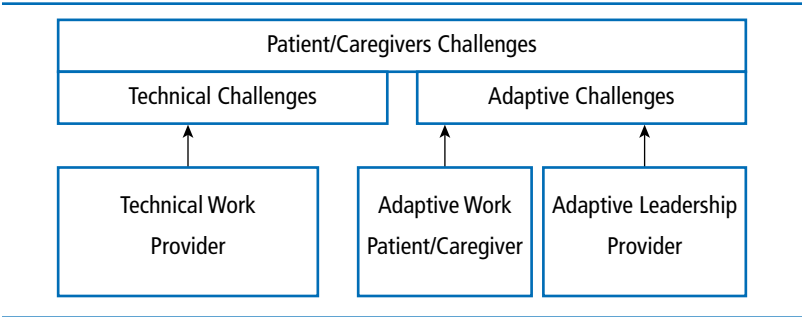 Patient/Caregivers Challenges
Technical Challenges
Adaptive Challenges
Technical Work
Provider
Adaptive Work
Patient/Caregiver
Adaptive Leadership
Provider